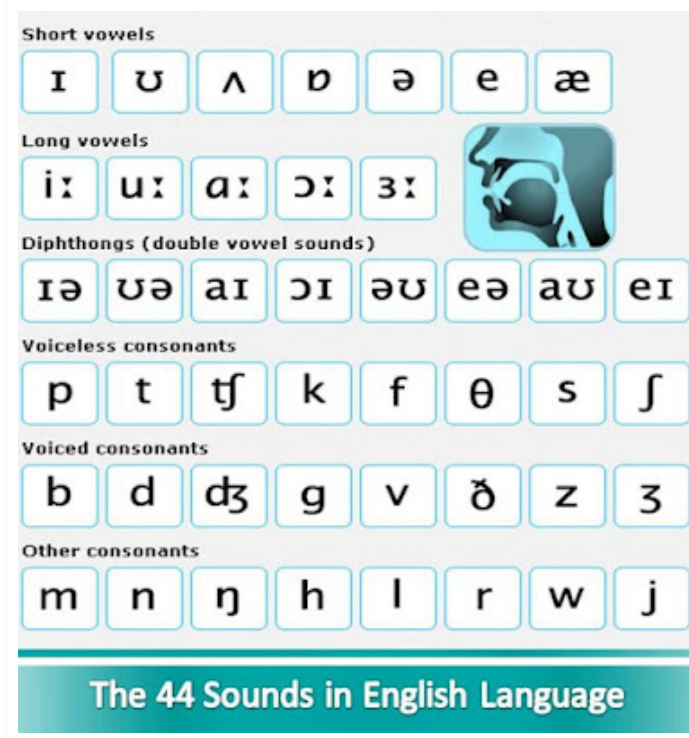 Short vowels
ɪ ʊ ʌ ɒ ə e æ
Long vowels
iː uː ɑː ɔː ɜː
Diphthongs (double vowel sounds)
ɪə ʊə aɪ ɔɪ əʊ eə aʊ eɪ
Voiceless consonants
p t ʧ k f θ s ʃ
Voiced consonants
b d ʤ g v ð z ʒ
Other consonants
m n ŋ h l r w j
The 44 Sounds in English Language